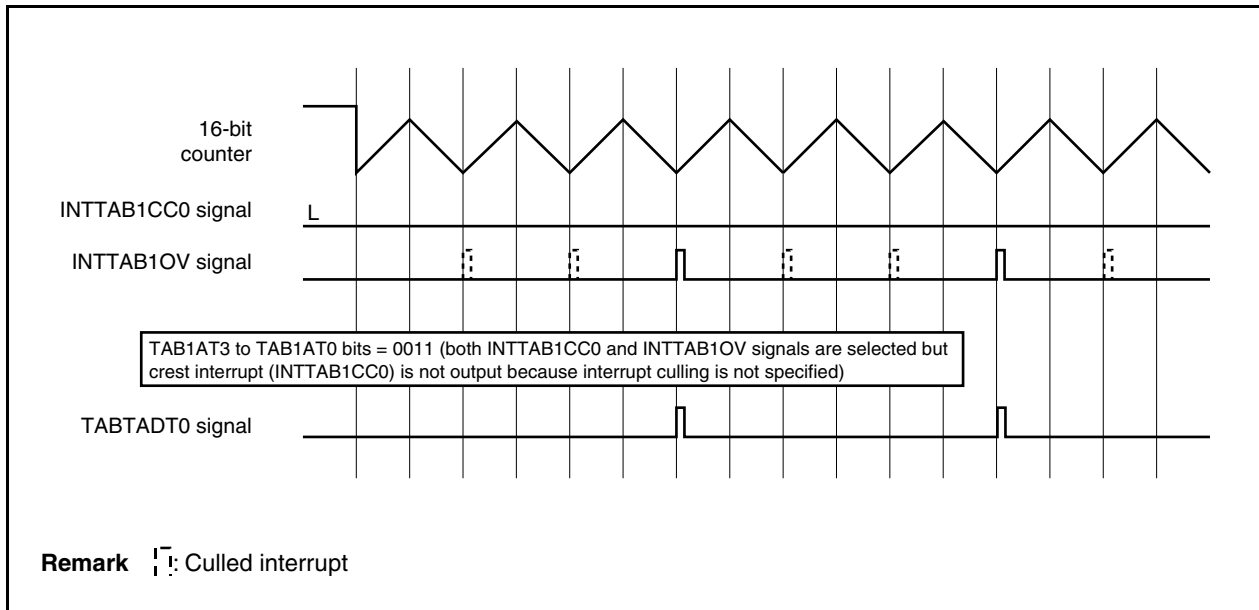 16-bit
counter
INTTAB1CC0 signal
L
INTTAB1OV signal
TAB1AT3 to TAB1AT0 bits = 0011 (both INTTAB1CC0 and INTTAB1OV signals are selected but
crest interrupt (INTTAB1CC0) is not output because interrupt culling is not specified)
TABTADT0 signal
Remark : Culled interrupt